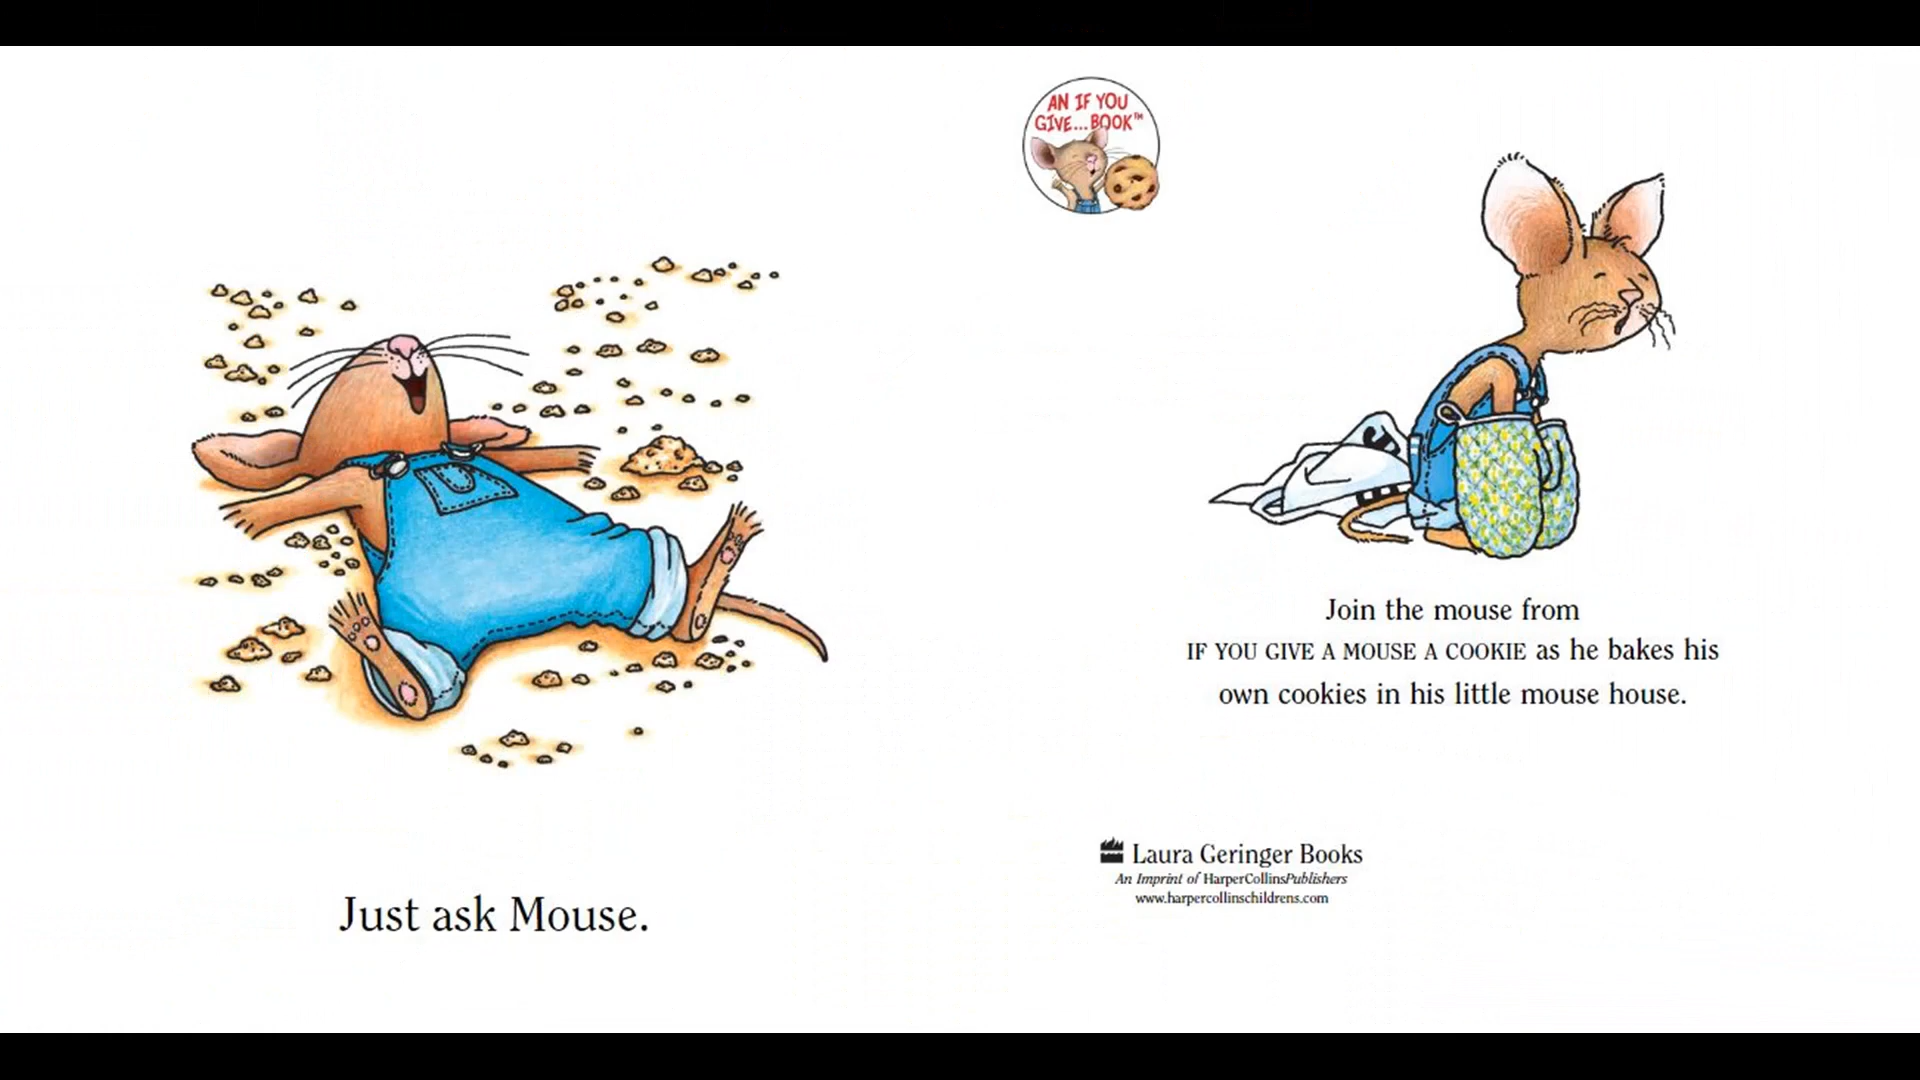 Just ask Mouse.
AN IF YOU
GIVE...BOOK™
Join the mouse from
IF YOU GIVE A MOUSE A COOKIE as he bakes his
own cookies in his little mouse house.
Laura Geringer Books
An Imprint of HarperCollinsPublishers
www.harpercollinschildrens.com